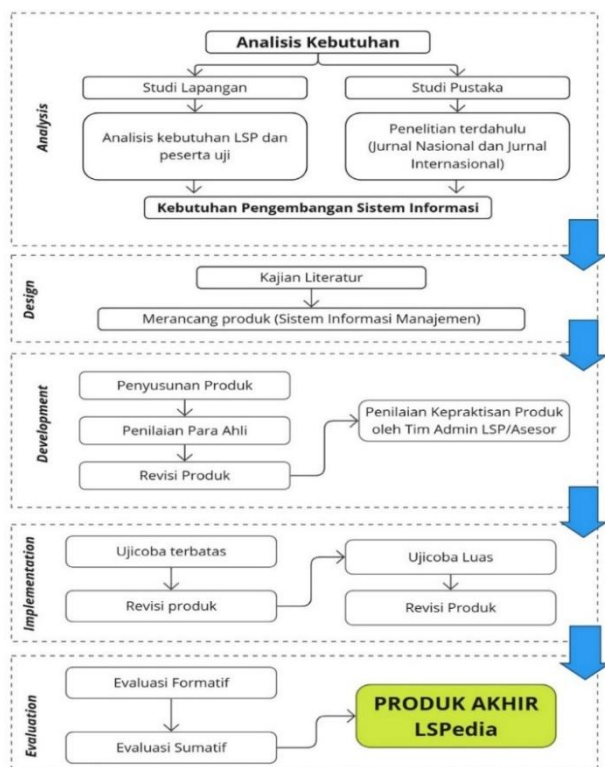 Analysis
Analisis Kebutuhan
Studi Lapangan
Studi Pustaka
Analisis kebutuhan LSP dan
peserta uji
Penelitian terdahulu
(Jurnal Nasional dan Jurnal
Internasional)
Kebutuhan Pengembangan Sistem Informasi
Design
Kajian Literatur
Merancang produk (Sistem Informasi Manajemen)
Development
Penyusunan Produk
Penilaian Para Ahli
Revisi Produk
Penilaian Kepraktisan Produk
oleh Tim Admin LSP/Asesor
Implementation
Ujicoba terbatas
Revisi produk
Ujicoba Luas
Revisi Produk
Evaluation
Evaluasi Formatif
Evaluasi Sumatif
PRODUK AKHIR
LSPedia